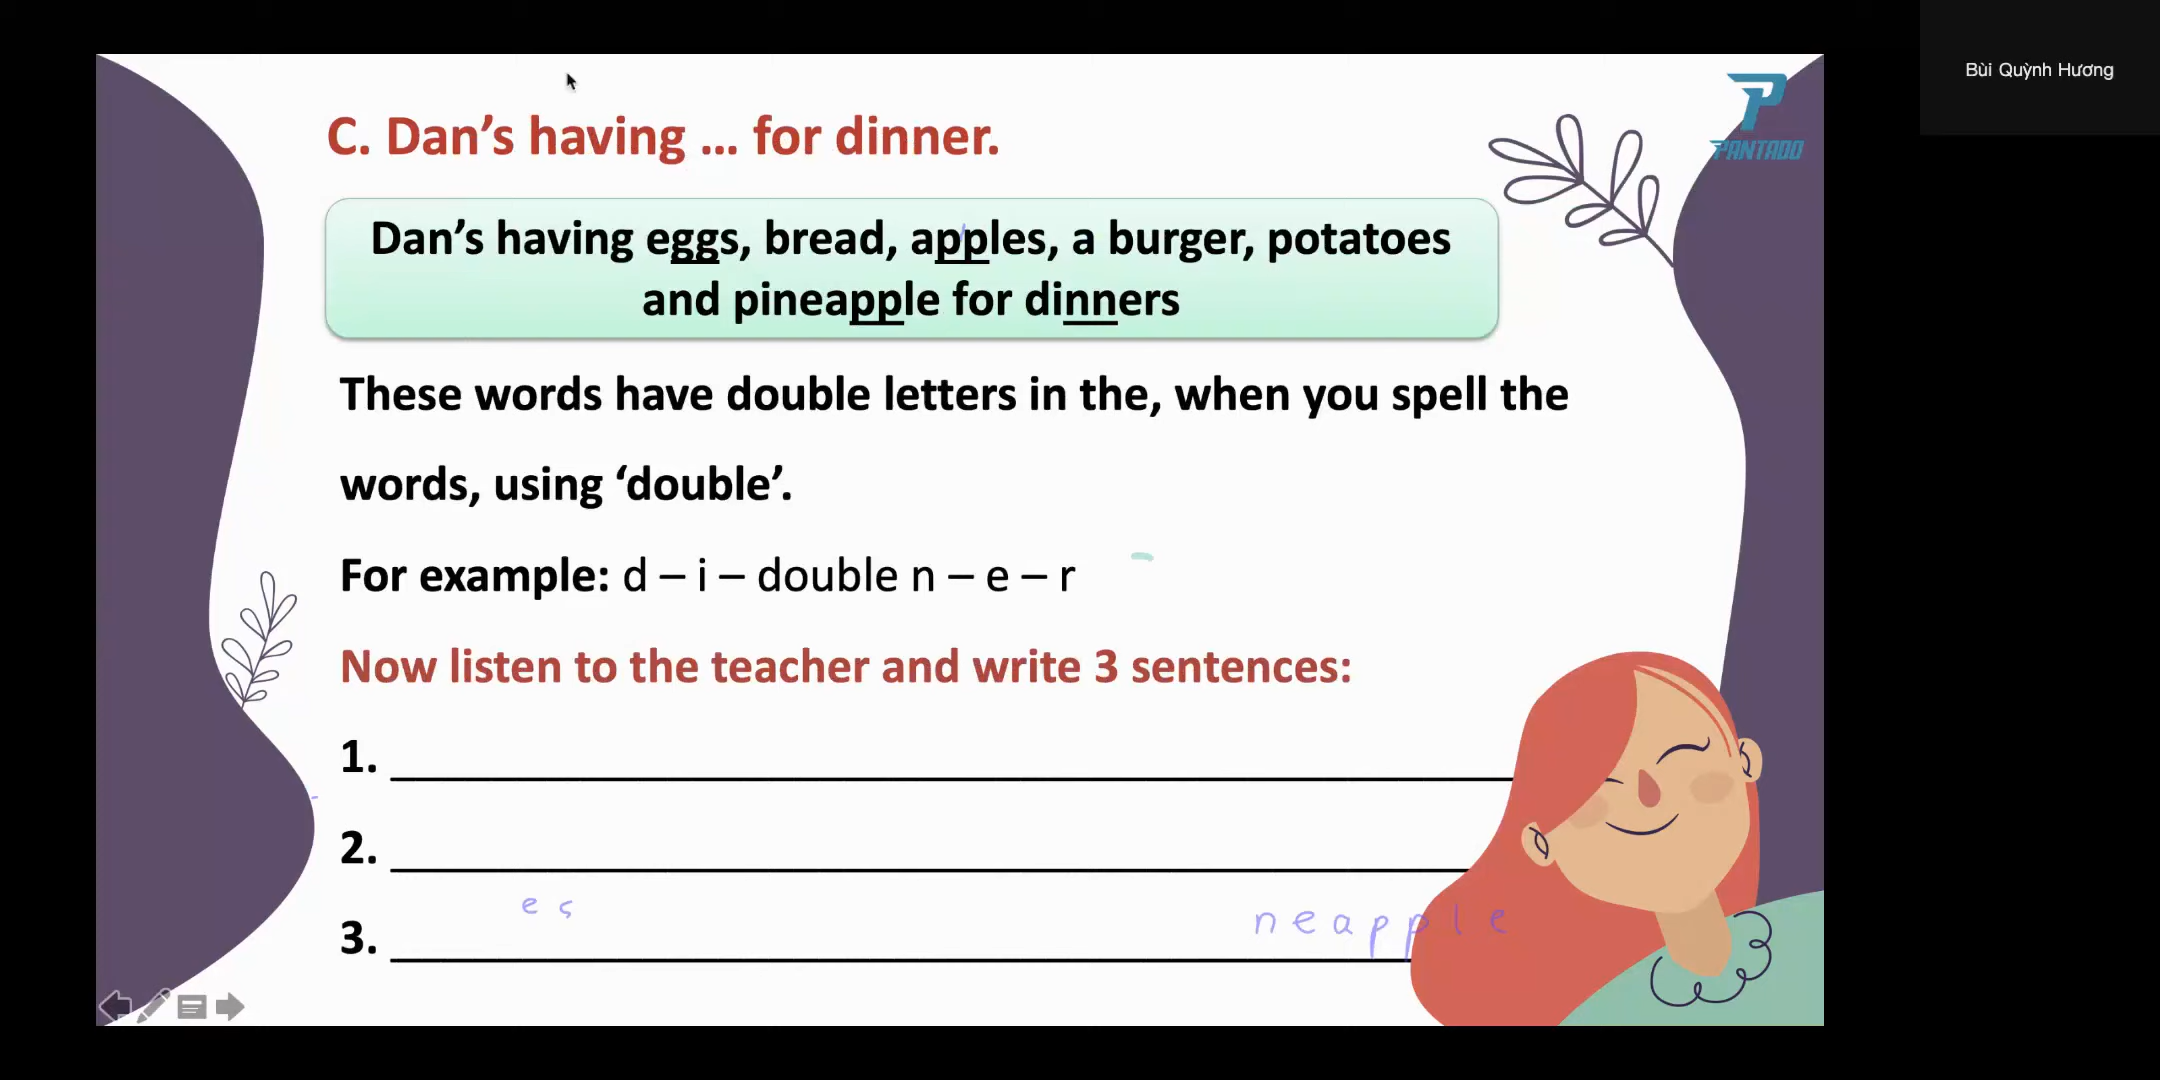 Bùi Quỳnh Hương
PANTADO
C. Dan’s having ... for dinner.
Dan’s having eggs, bread, apples, a burger, potatoes
and pineapple for dinners
These words have double letters in the, when you spell the
words, using ‘double’.
For example: d – i – double n – e – r
Now listen to the teacher and write 3 sentences:
1.
2.
es neapple
3.